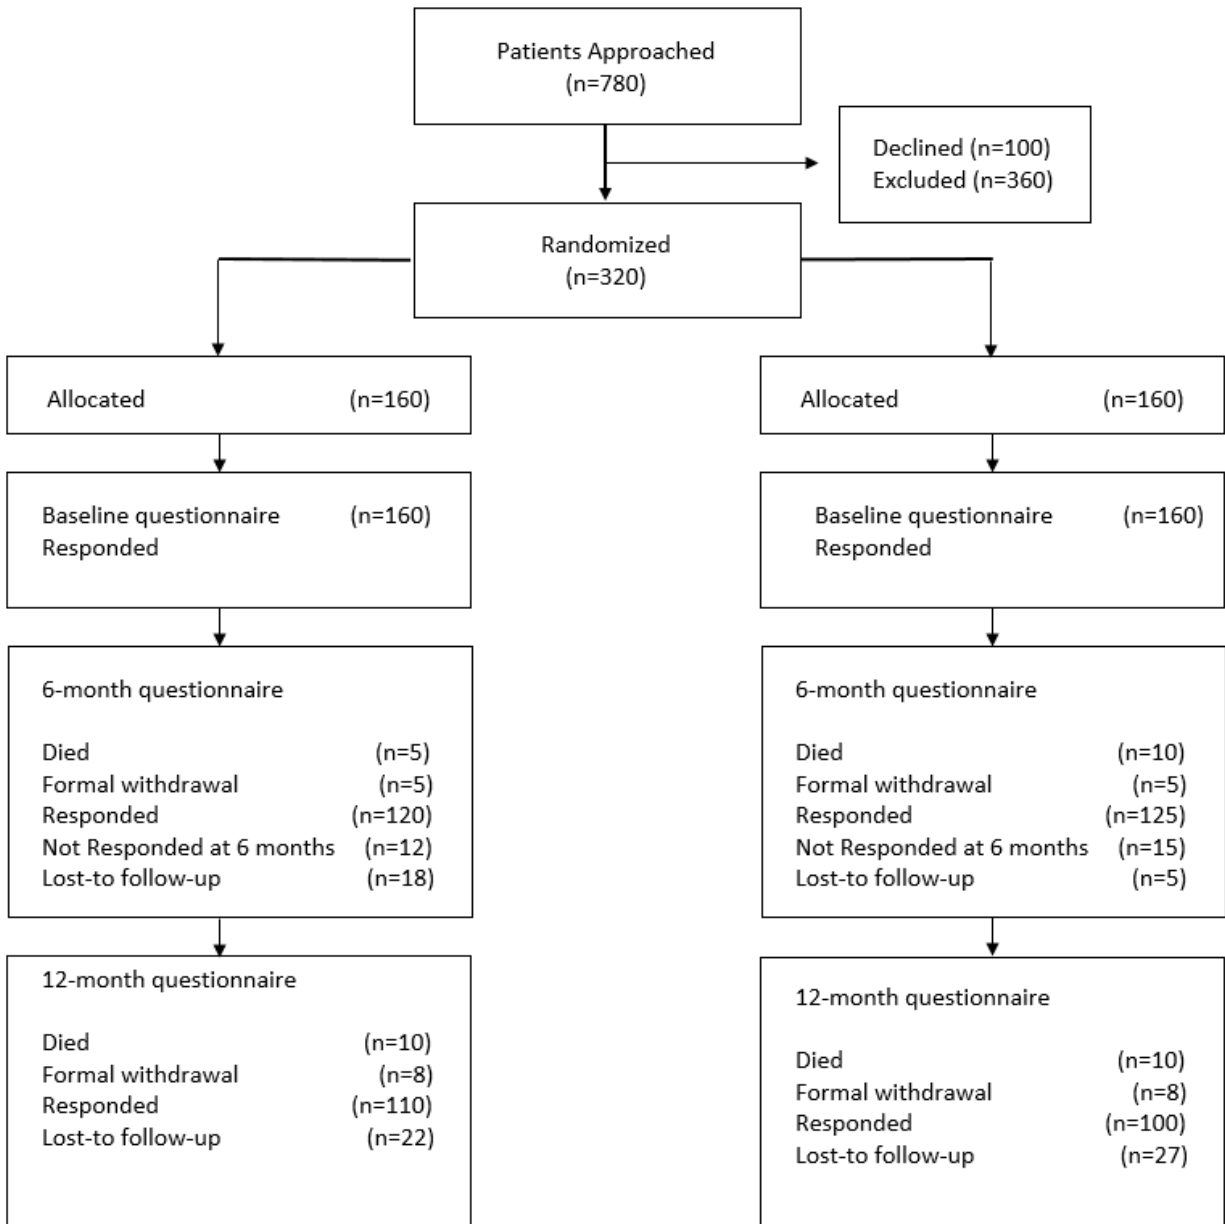 Patients Approached
(n=780)
Declined (n=100)
Excluded (n=360)
Randomized
(n=320)
Allocated (n=160)
Baseline questionnaire (n=160)
Responded
6-month questionnaire
Died (n=5)
Formal withdrawal (n=5)
Responded (n=120)
Not Responded at 6 months (n=12)
Lost-to follow-up (n=18)
12-month questionnaire
Died (n=10)
Formal withdrawal (n=8)
Responded (n=110)
Lost-to follow-up (n=22)
Allocated (n=160)
Baseline questionnaire (n=160)
Responded
6-month questionnaire
Died (n=10)
Formal withdrawal (n=5)
Responded (n=125)
Not Responded at 6 months (n=15)
Lost-to follow-up (n=5)
12-month questionnaire
Died (n=10)
Formal withdrawal (n=8)
Responded (n=100)
Lost-to follow-up (n=27)